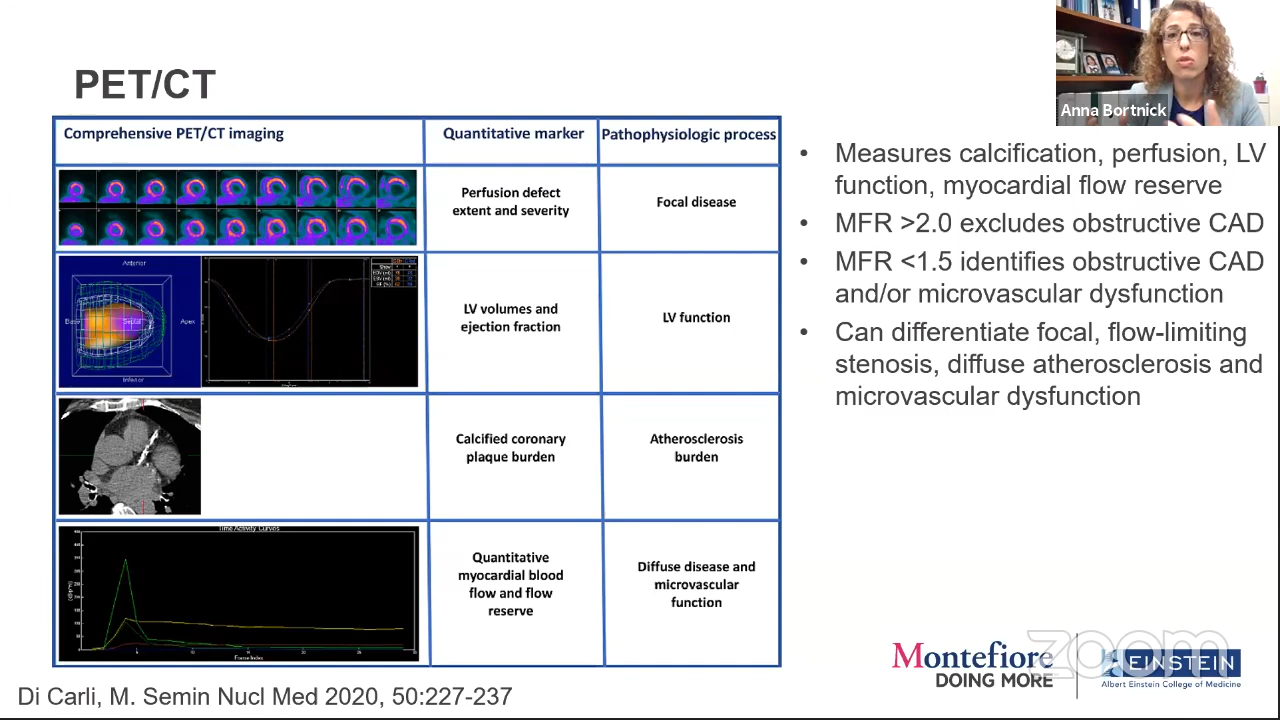 Anna Bortnick
PET/CT
Comprehensive PET/CT imaging
Quantitative marker
Pathophysiologic process
Perfusion defect
extent and severity
Focal disease
Anterior
Septal
Apex
Inferior
LV volumes and
ejection fraction
LV function
Calcified coronary
plaque burden
Atherosclerosis
burden
Time Activity Curves
Frame Index
Quantitative
myocardial blood
flow and flow
reserve
Diffuse disease and
microvascular
function
• Measures calcification, perfusion, LV
function, myocardial flow reserve
• MFR >2.0 excludes obstructive CAD
• MFR <1.5 identifies obstructive CAD
and/or microvascular dysfunction
• Can differentiate focal, flow-limiting
stenosis, diffuse atherosclerosis and
microvascular dysfunction
Montefiore
DOING MORE
zoom
EINSTEIN
Albert Einstein College of Medicine
Di Carli, M. Semin Nucl Med 2020, 50:227-237